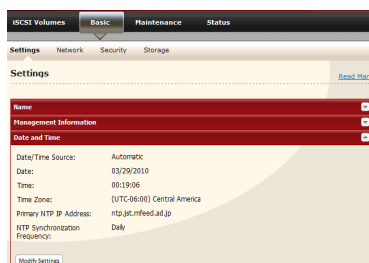 iSCSI Volumes Basic Maintenance Status
Settings Network Security Storage
Settings
Read Mar
Name
Management Information
Date and Time
Date/Time Source: Automatic
Date: 03/29/2010
Time: 00:19:06
Time Zone: (UTC-06:00) Central America
Primary NTP IP Address: ntp.jst.mfeed.ad.jp
NTP Synchronization Daily
Frequency:
Modify Settings